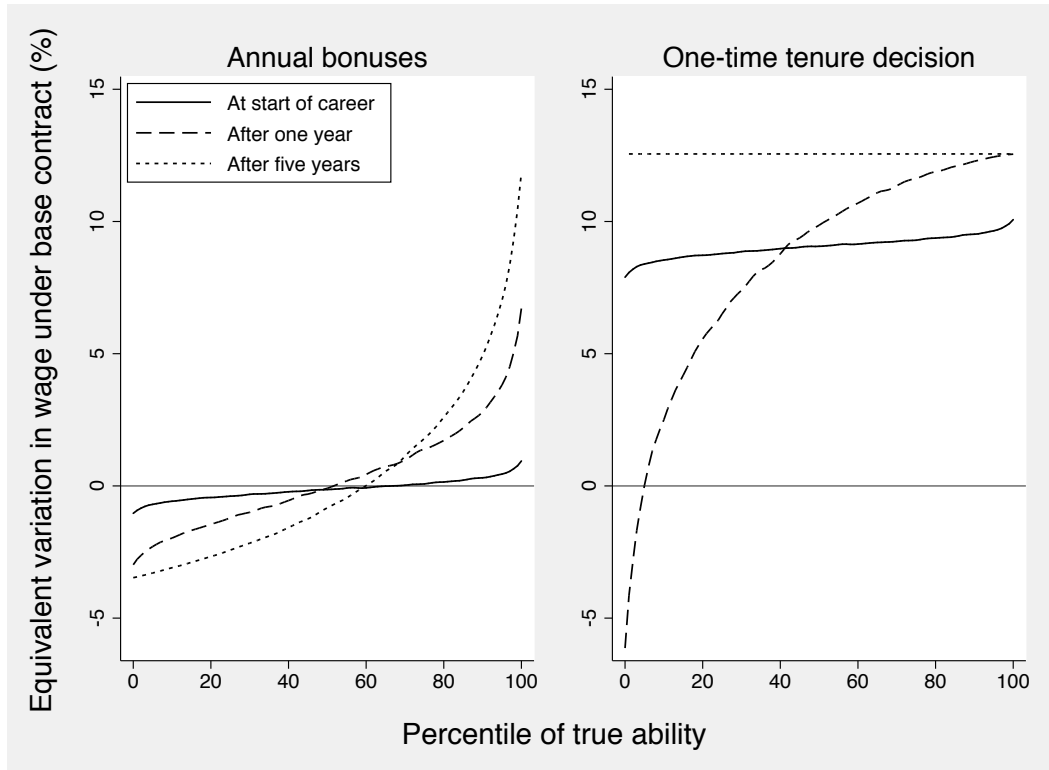 Equivalent variation in wage under base contract (%)
Annual bonuses
At start of career
After one year
After five years
15
10
5
0
-5
0 20 40 60 80 100
One-time tenure decision
15
10
5
0
-5
0 20 40 60 80 100
Percentile of true ability